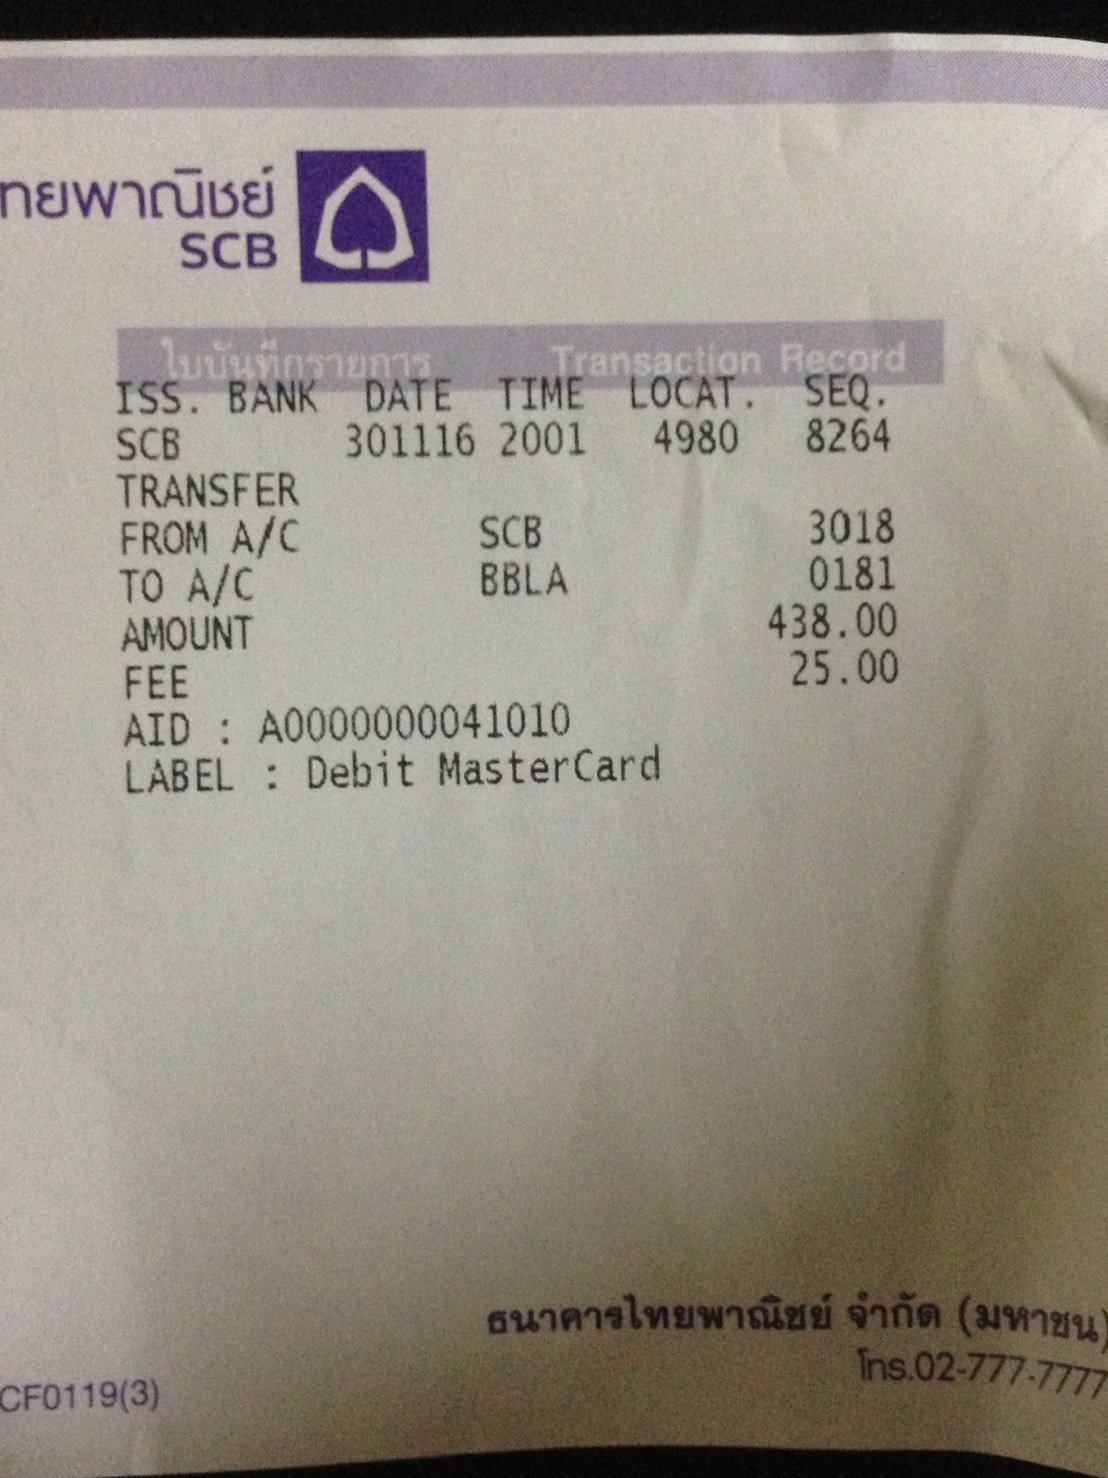 ไทยพาณิชย์
SCB
ใบบันทึกรายการ Transaction Record
ISS. BANK DATE TIME LOCAT. SEQ.
SCB 301116 2001 4980 8264
TRANSFER
FROM A/C SCB 3018
TO A/C BBLA 0181
AMOUNT 438.00
FEE 25.00
AID : A0000000041010
LABEL : Debit MasterCard
ธนาคารไทยพาณิชย์ จำกัด (มหาชน)
โทร.02-777-7777
CF0119(3)